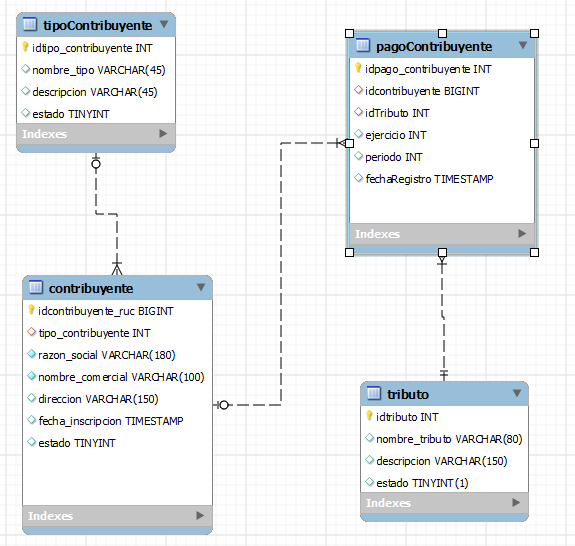 tipoContribuyente
idtipo_contribuyente INT
nombre_tipo VARCHAR(45)
descripcion VARCHAR(45)
estado TINYINT
Indexes
pagoContribuyente
idpago_contribuyente INT
idcontribuyente BIGINT
idTributo INT
ejercicio INT
periodo INT
fechaRegistro TIMESTAMP
Indexes
contribuyente
idcontribuyente_ruc BIGINT
tipo_contribuyente INT
razon_social VARCHAR(180)
nombre_comercial VARCHAR(100)
direccion VARCHAR(150)
fecha_inscripcion TIMESTAMP
estado TINYINT
Indexes
tributo
idtributo INT
nombre_tributo VARCHAR(80)
descripcion VARCHAR(150)
estado TINYINT(1)
Indexes